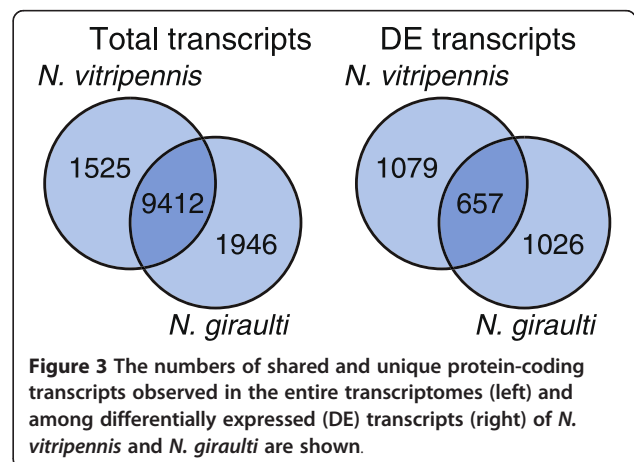 Total transcripts DE transcripts
N. vitripennis N. vitripennis
1525 1079
9412 657
1946 1026
N. giraulti N. giraulti
Figure 3 The numbers of shared and unique protein-coding
transcripts observed in the entire transcriptomes (left) and
among differentially expressed (DE) transcripts (right) of N.
vitripennis and N. giraulti are shown.